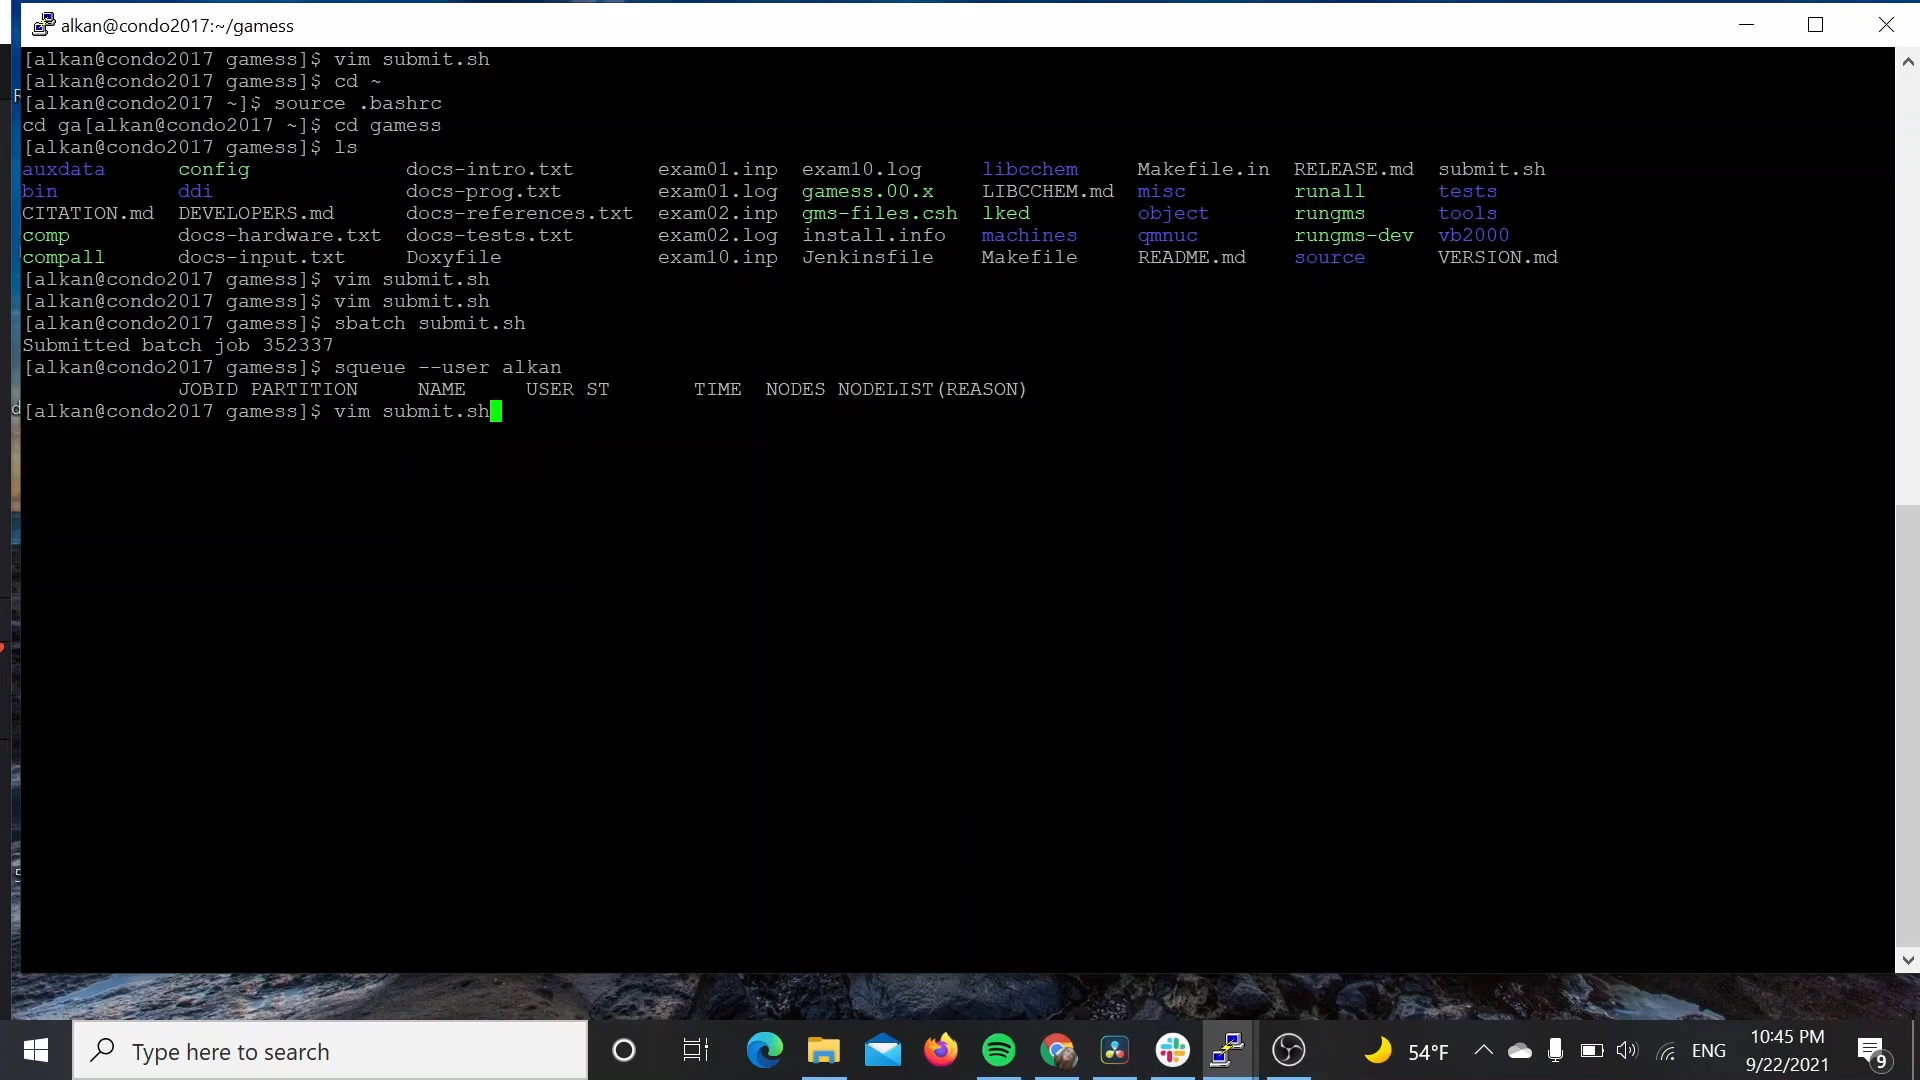 alkan@condo2017:~/gamess
[alkan@condo2017 gamess]$ vim submit.sh
[alkan@condo2017 gamess]$ cd ~
[alkan@condo2017 ~]$ source .bashrc
cd ga[alkan@condo2017 ~]$ cd gamess
[alkan@condo2017 gamess]$ ls
auxdata config docs-intro.txt exam01.inp exam10.log libcchem Makefile.in RELEASE.md submit.sh
bin ddi docs-prog.txt exam01.log gamess.00.x LIBCCHEM.md misc runall tests
CITATION.md DEVELOPERS.md docs-references.txt exam02.inp gms-files.csh lked object rungms tools
comp docs-hardware.txt docs-tests.txt exam02.log install.info machines qmnuc rungms-dev vb2000
compall docs-input.txt Doxyfile exam10.inp Jenkinsfile Makefile README.md source VERSION.md
[alkan@condo2017 gamess]$ vim submit.sh
[alkan@condo2017 gamess]$ vim submit.sh
[alkan@condo2017 gamess]$ sbatch submit.sh
Submitted batch job 352337
[alkan@condo2017 gamess]$ squeue --user alkan
JOBID PARTITION NAME USER ST TIME NODES NODELIST(REASON)
[alkan@condo2017 gamess]$ vim submit.sh
Type here to search
54°F
ENG
10:45 PM
9/22/2021
9